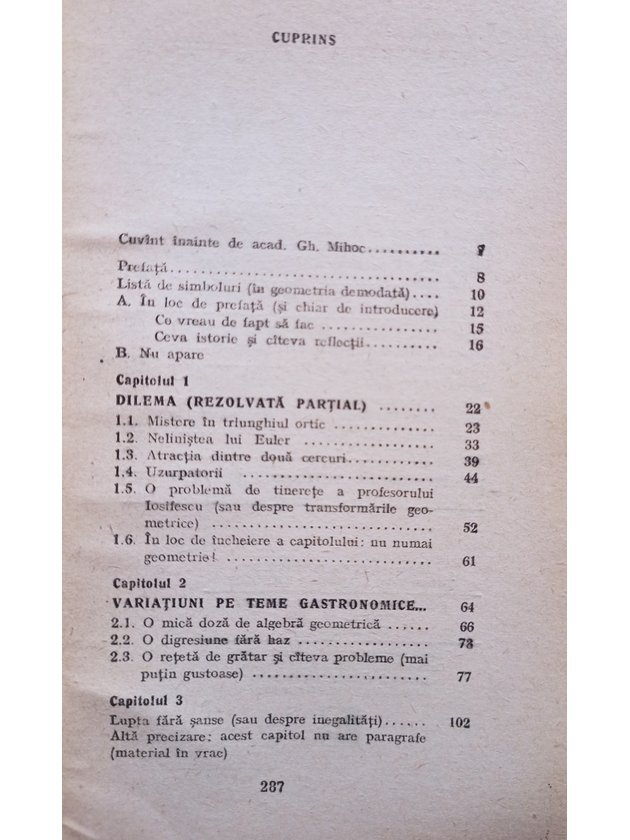 CUPRINS
Cuvînt înainte de acad. Gh. Mihoc.......... 7
Prefață...................................... 8
Listă de simboluri (în geometria demodată).... 10
A. În loc de prefață (și chiar de introducere) 12
Ce vreau de fapt să fac ................ 15
Ceva istorie și cîteva reflecții.......... 16
B. Nu apare
Capitolul 1
DILEMA (REZOLVATĂ PARȚIAL) ........ 22
1.1. Mistere în triunghiul ortic .............. 23
1.2. Neliniștea lui Euler .................. 33
1.3. Atracția dintre două cercuri............ 39
1.4. Uzurpatorii ........................ 44
1.5. O problemă de tinerețe a profesorului
Iosifescu (sau despre transformările geo-
metrice) .............................. 52
1.6. În loc de încheiere a capitolului: nu numai
geometrie! ............................ 61
Capitolul 2
VARIAȚIUNI PE TEME GASTRONOMICE... 64
2.1. O mică doză de algebră geometrică ...... 66
2.2. O digresiune fără haz .................. 73
2.3. O rețetă de grătar și cîteva probleme (mai
puțin gustoase) ........................ 77
Capitolul 3
Lupta fără șanse (sau despre inegalități)...... 102
Altă precizare: acest capitol nu are paragrafe
(material în vrac)
287